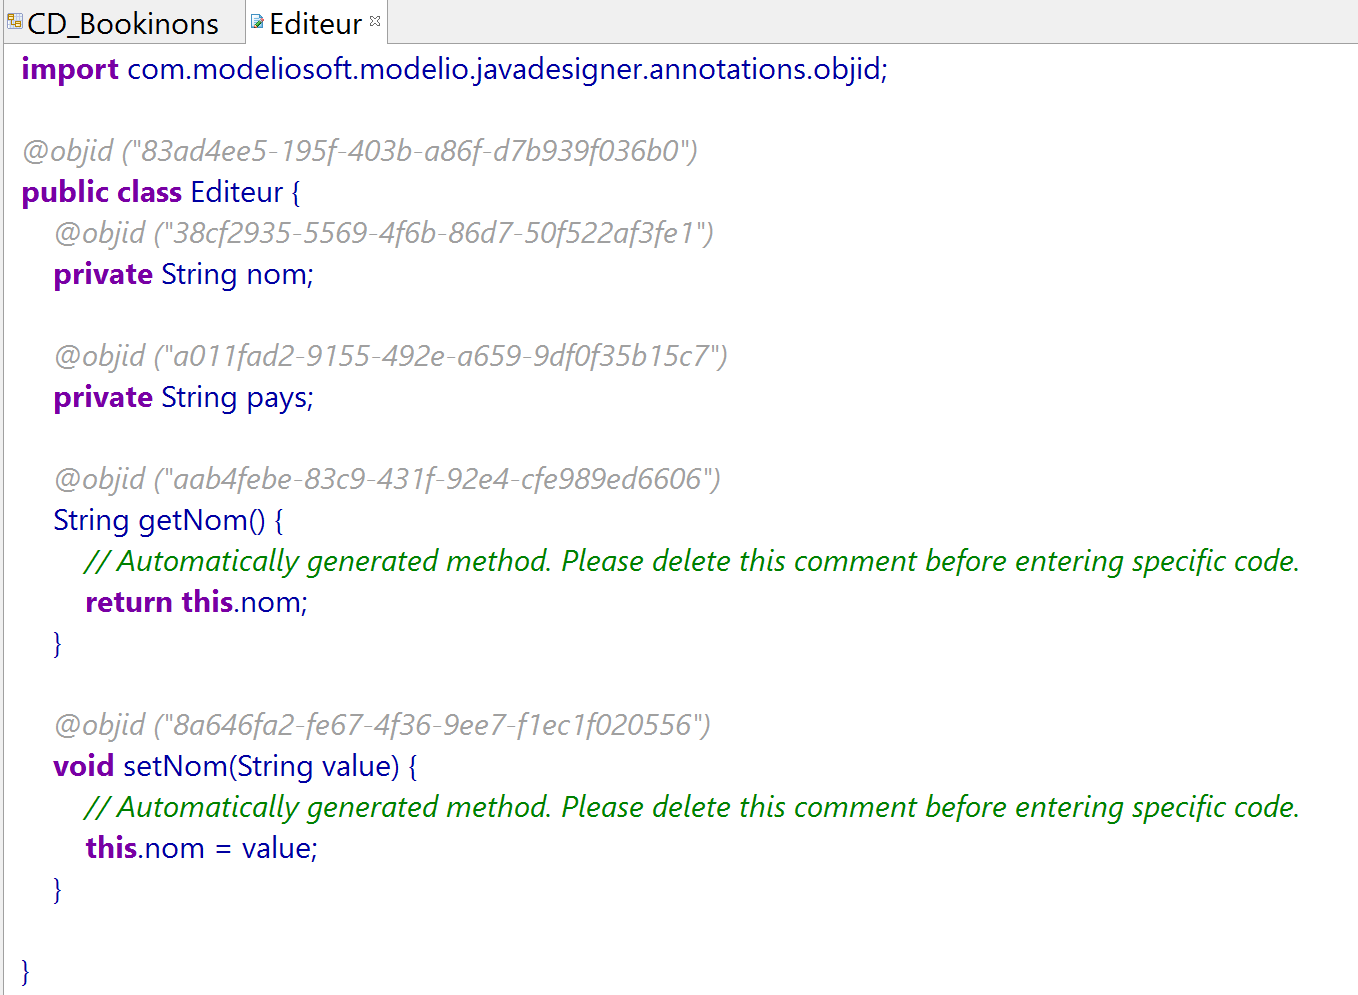 CD_Bookinons Editeur
import com.modeliosoft.modelio.javadesigner.annotations.objid;
@objid ("83ad4ee5-195f-403b-a86f-d7b939f036b0")
public class Editeur {
@objid ("38cf2935-5569-4f6b-86d7-50f522af3fe1")
private String nom;
@objid ("a011fad2-9155-492e-a659-9df0f35b15c7")
private String pays;
@objid ("aab4febe-83c9-431f-92e4-cfe989ed6606")
String getNom() {
// Automatically generated method. Please delete this comment before entering specific code.
return this.nom;
}
@objid ("8a646fa2-fe67-4f36-9ee7-f1ec1f020556")
void setNom(String value) {
// Automatically generated method. Please delete this comment before entering specific code.
this.nom = value;
}
}